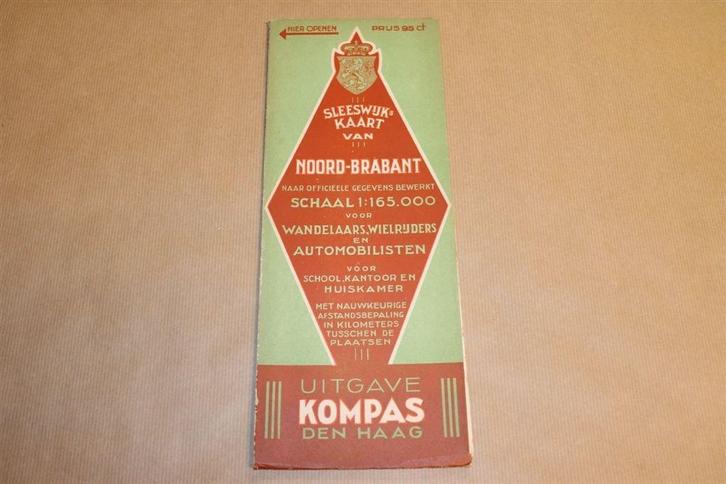 HIER OPENEN
PRIJS 95 ct
SLEESWIJK'S
KAART
VAN
NOORD-BRABANT
NAAR OFFICIEELE GEGEVENS BEWERKT
SCHAAL 1:165.000
VOOR
WANDELAARS, WIELRIJDERS
EN
AUTOMOBILISTEN
VOOR
SCHOOL, KANTOOR EN
HUISKAMER
MET NAUWKEURIGE
AFSTANDSBEPALING
IN KILOMETERS
TUSSCHEN DE
PLAATSEN
UITGAVE
KOMPAS
DEN HAAG